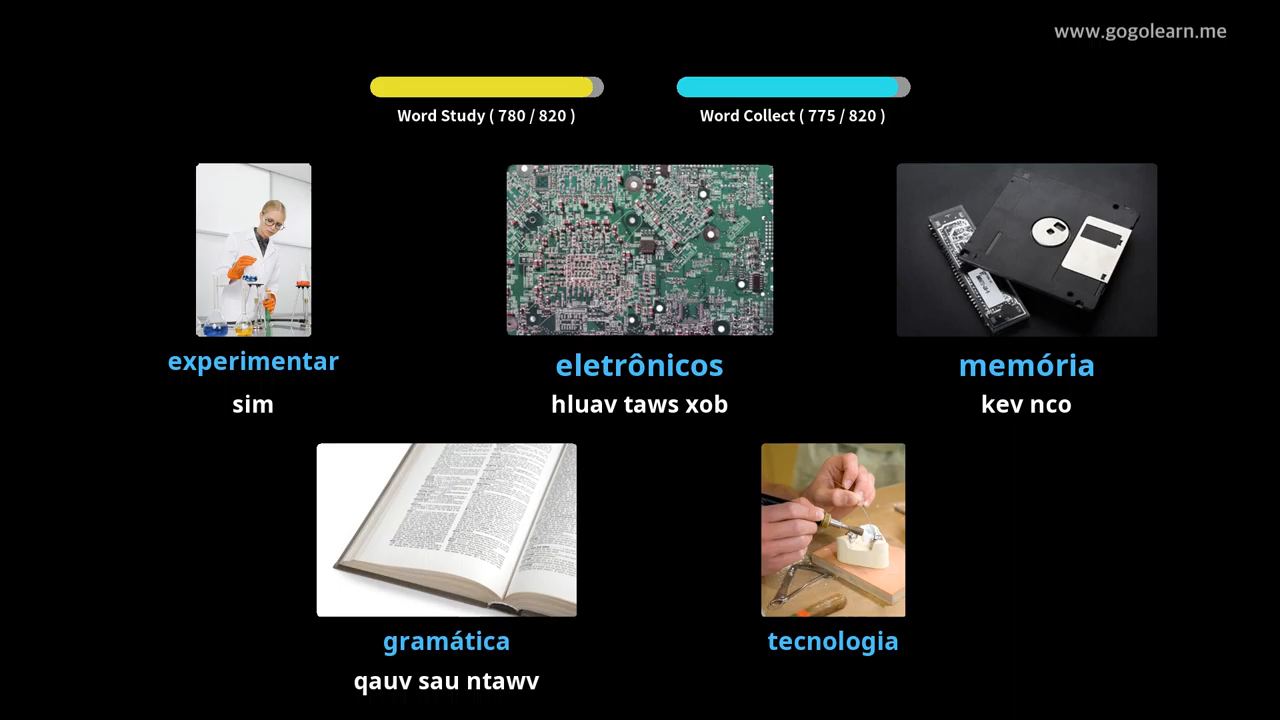 www.gogolearn.me
Word Study ( 780 / 820 )
Word Collect ( 775 / 820 )
experimentar
sim
eletrônicos
hluav taws xob
memória
kev nco
gramática
qauv sau ntawv
tecnologia